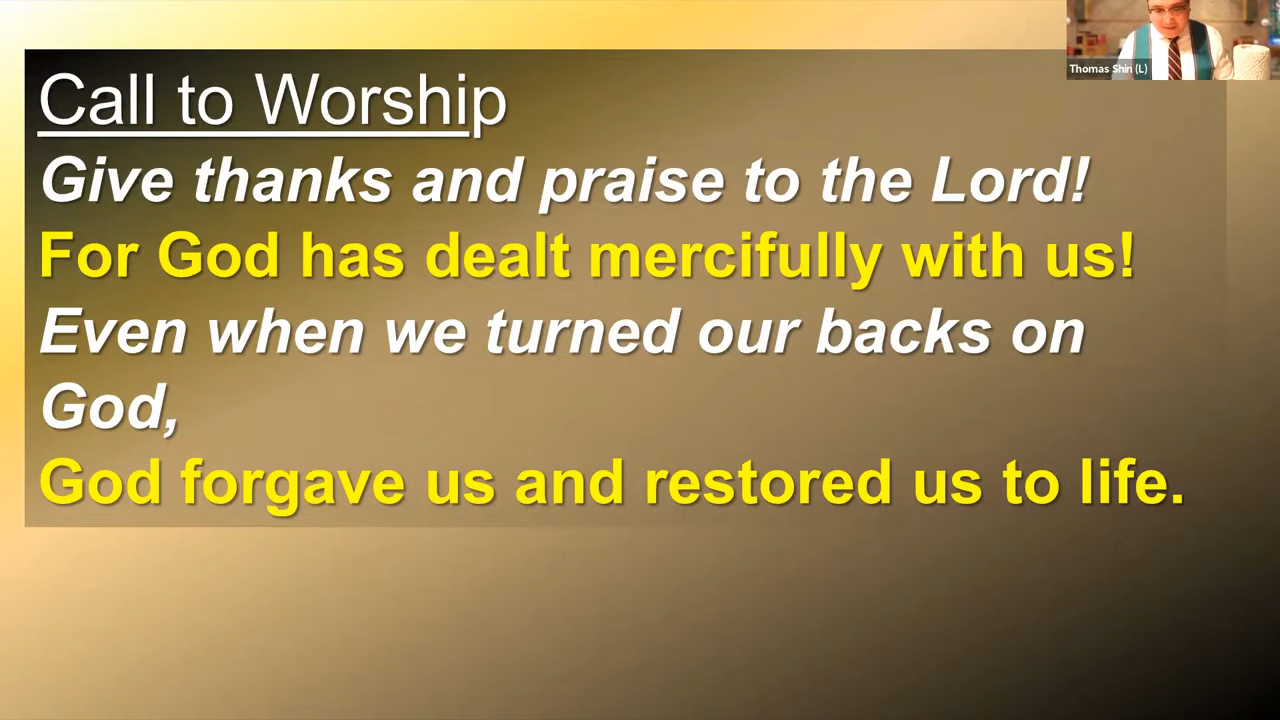 Call to Worship
Give thanks and praise to the Lord!
For God has dealt mercifully with us!
Even when we turned our backs on
God,
God forgave us and restored us to life.
Thomas Shin (L)